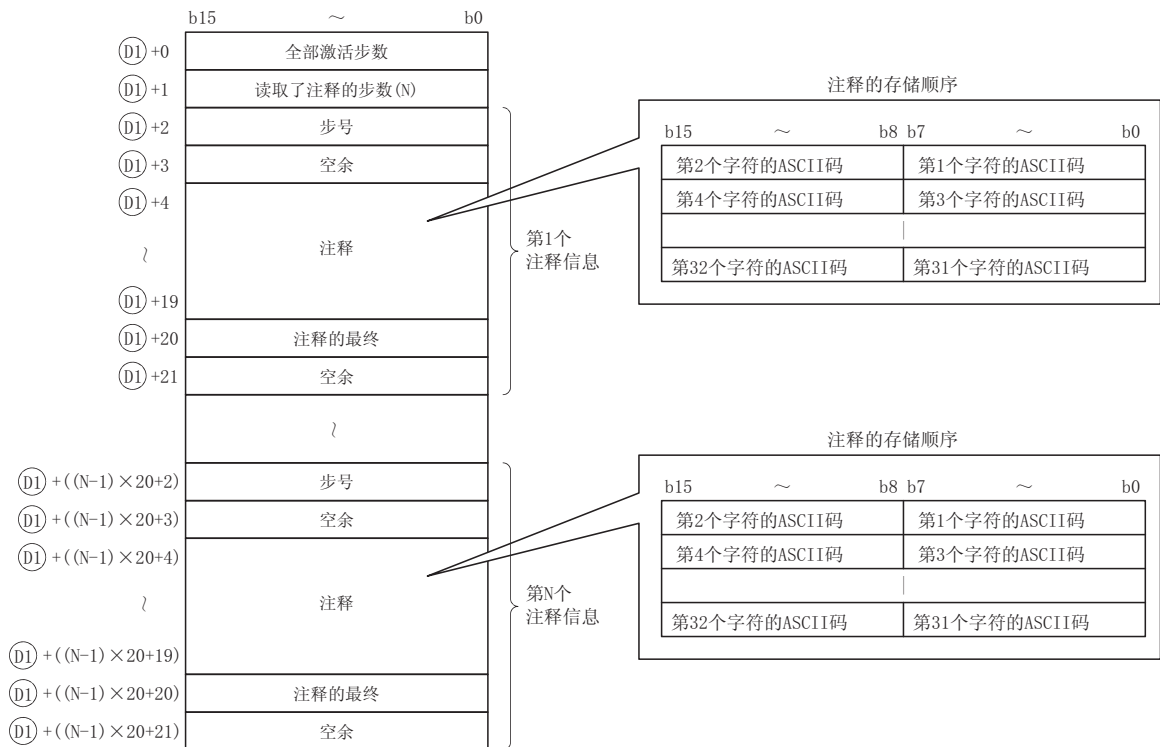 b15 ～ b0
D1 +0 全部激活步数
D1 +1 读取了注释的步数(N)
D1 +2 步号
D1 +3 空余
D1 +4
～ 注释
D1 +19
D1 +20 注释的最终
D1 +21 空余
第1个
注释信息
注释的存储顺序
b15 ～ b8 b7 ～ b0
第2个字符的ASCII码 第1个字符的ASCII码
第4个字符的ASCII码 第3个字符的ASCII码
第32个字符的ASCII码 第31个字符的ASCII码
～
D1 +((N-1)×20+2) 步号
D1 +((N-1)×20+3) 空余
D1 +((N-1)×20+4)
～ 注释
D1 +((N-1)×20+19)
D1 +((N-1)×20+20) 注释的最终
D1 +((N-1)×20+21) 空余
第N个
注释信息
注释的存储顺序
b15 ～ b8 b7 ～ b0
第2个字符的ASCII码 第1个字符的ASCII码
第4个字符的ASCII码 第3个字符的ASCII码
第32个字符的ASCII码 第31个字符的ASCII码